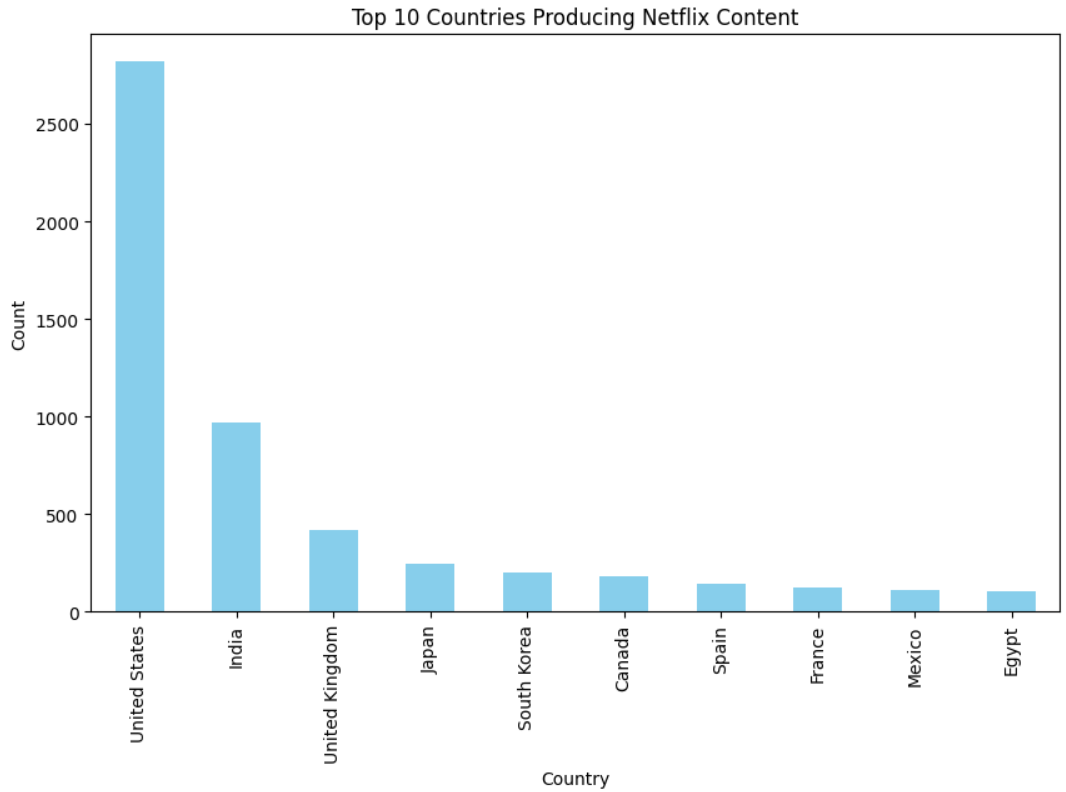 Top 10 Countries Producing Netflix Content
Count
2500
2000
1500
1000
500
0
United States
India
United Kingdom
Japan
South Korea
Canada
Spain
France
Mexico
Egypt
Country